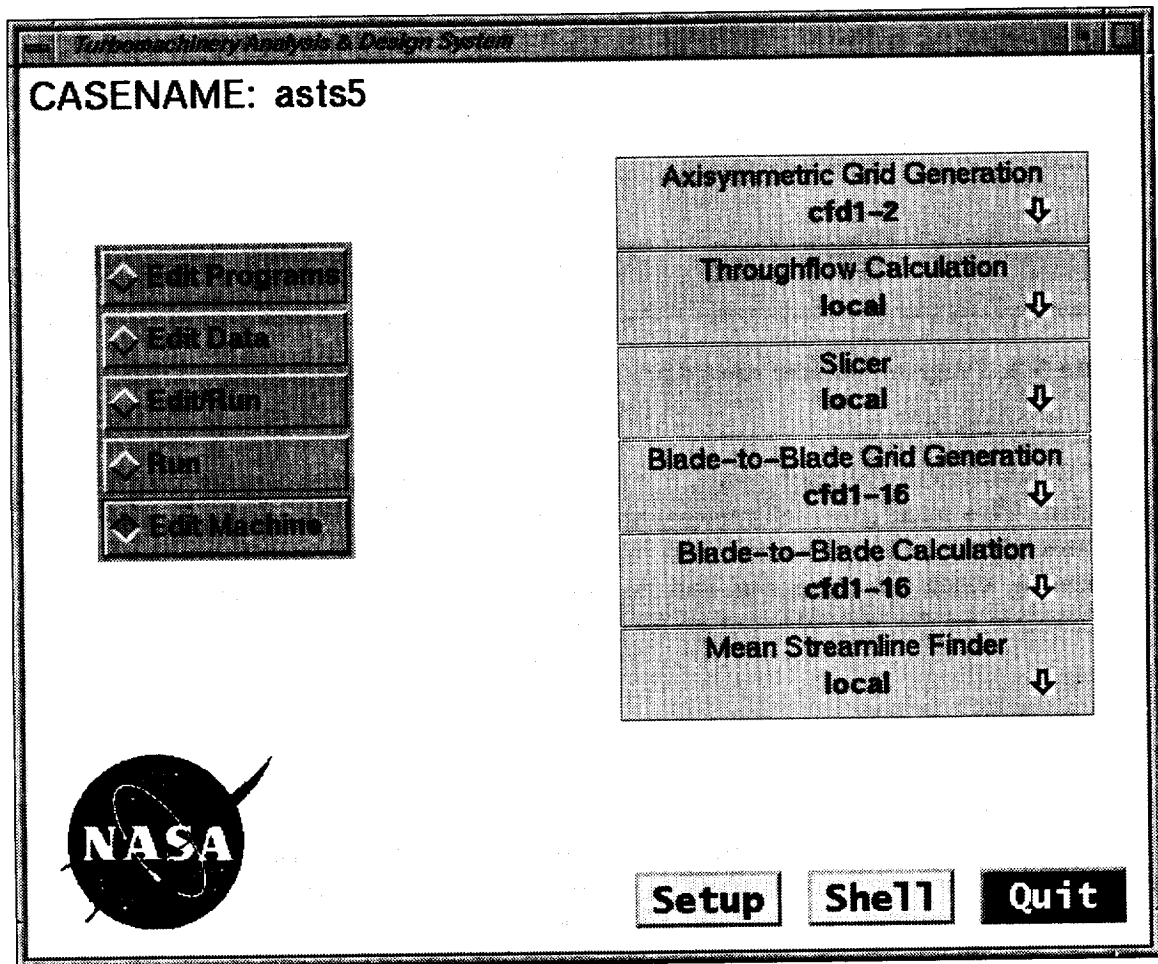 Turbomachinery Analysis & Design System
CASENAME: asts5
Edit Programs
Edit Data
Edit/Run
Run
Edit Machine
Axisymmetric Grid Generation
cfd1-2
Throughflow Calculation
local
Slicer
local
Blade-to-Blade Grid Generation
cfd1-16
Blade-to-Blade Calculation
cfd1-16
Mean Streamline Finder
local
NASA
Setup
Shell
Quit